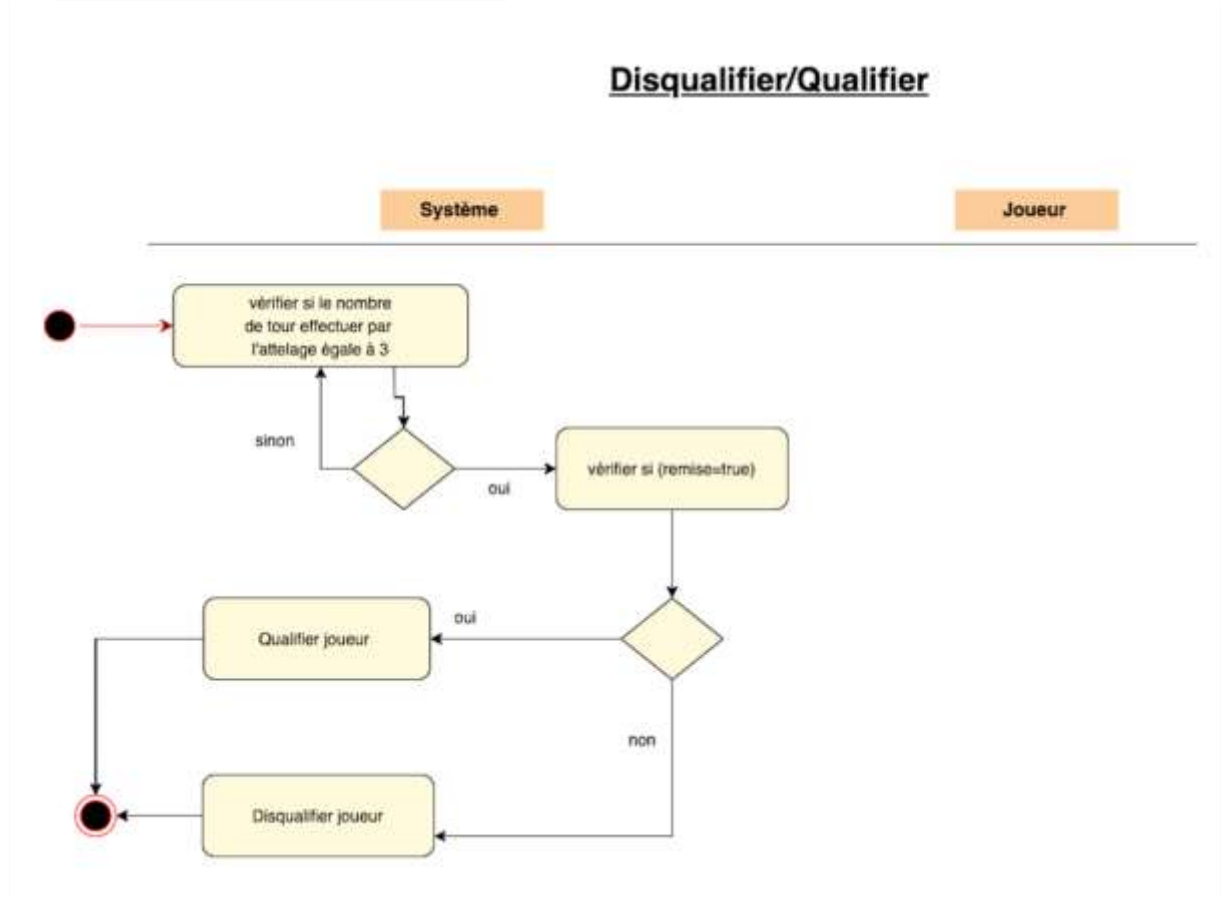 Disqualifier/Qualifier
Système
Joueur
vérifier si le nombre
de tour effectuer par
l'attelage égale à 3
sinon
oui
vérifier si (remise=true)
oui
Qualifier joueur
non
Disqualifier joueur